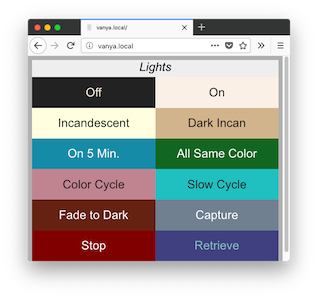 vanya.local/
vanya.local
Lights
Off
On
Incandescent
Dark Incan
On 5 Min.
All Same Color
Color Cycle
Slow Cycle
Fade to Dark
Capture
Stop
Retrieve